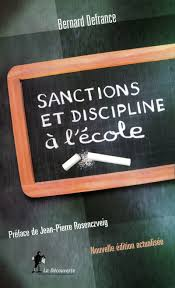 Bernard Defrance
SANCTIONS
ET DISCIPLINE
à l'école
Préface de Jean-Pierre Rosenczveig
Nouvelle édition actualisée
La Découverte